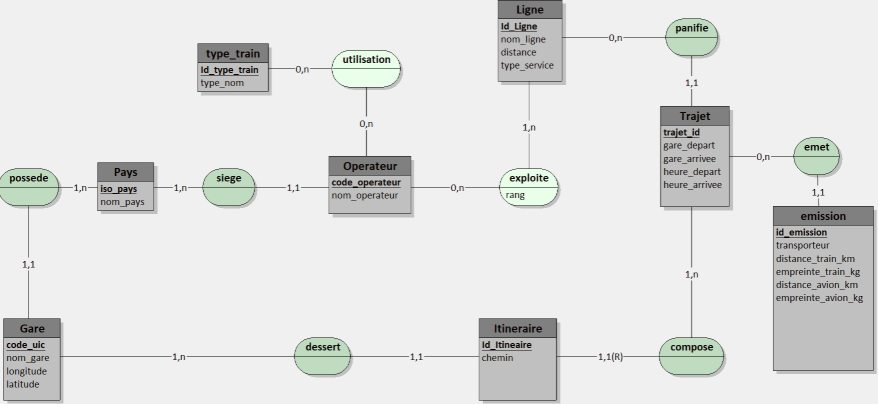 Ligne
Id_Ligne
nom_ligne
distance
type_service
0,n
panifie
type_train
Id_type_train
type_nom
0,n
utilisation
1,1
0,n
1,n
Trajet
trajet_id
gare_depart
gare_arrivee
heure_depart
heure_arrivee
0,n
emet
1,1
possede
1,n
Pays
iso_pays
nom_pays
1,n
siege
1,1
Operateur
code_operateur
nom_operateur
0,n
exploite
rang
emission
id_emission
transporteur
distance_train_km
empreinte_train_kg
distance_avion_km
empreinte_avion_kg
1,1
1,n
Gare
code_uic
nom_gare
longitude
latitude
1,n
dessert
1,1
Itineraire
Id_Itineaire
chemin
1,1(R)
compose